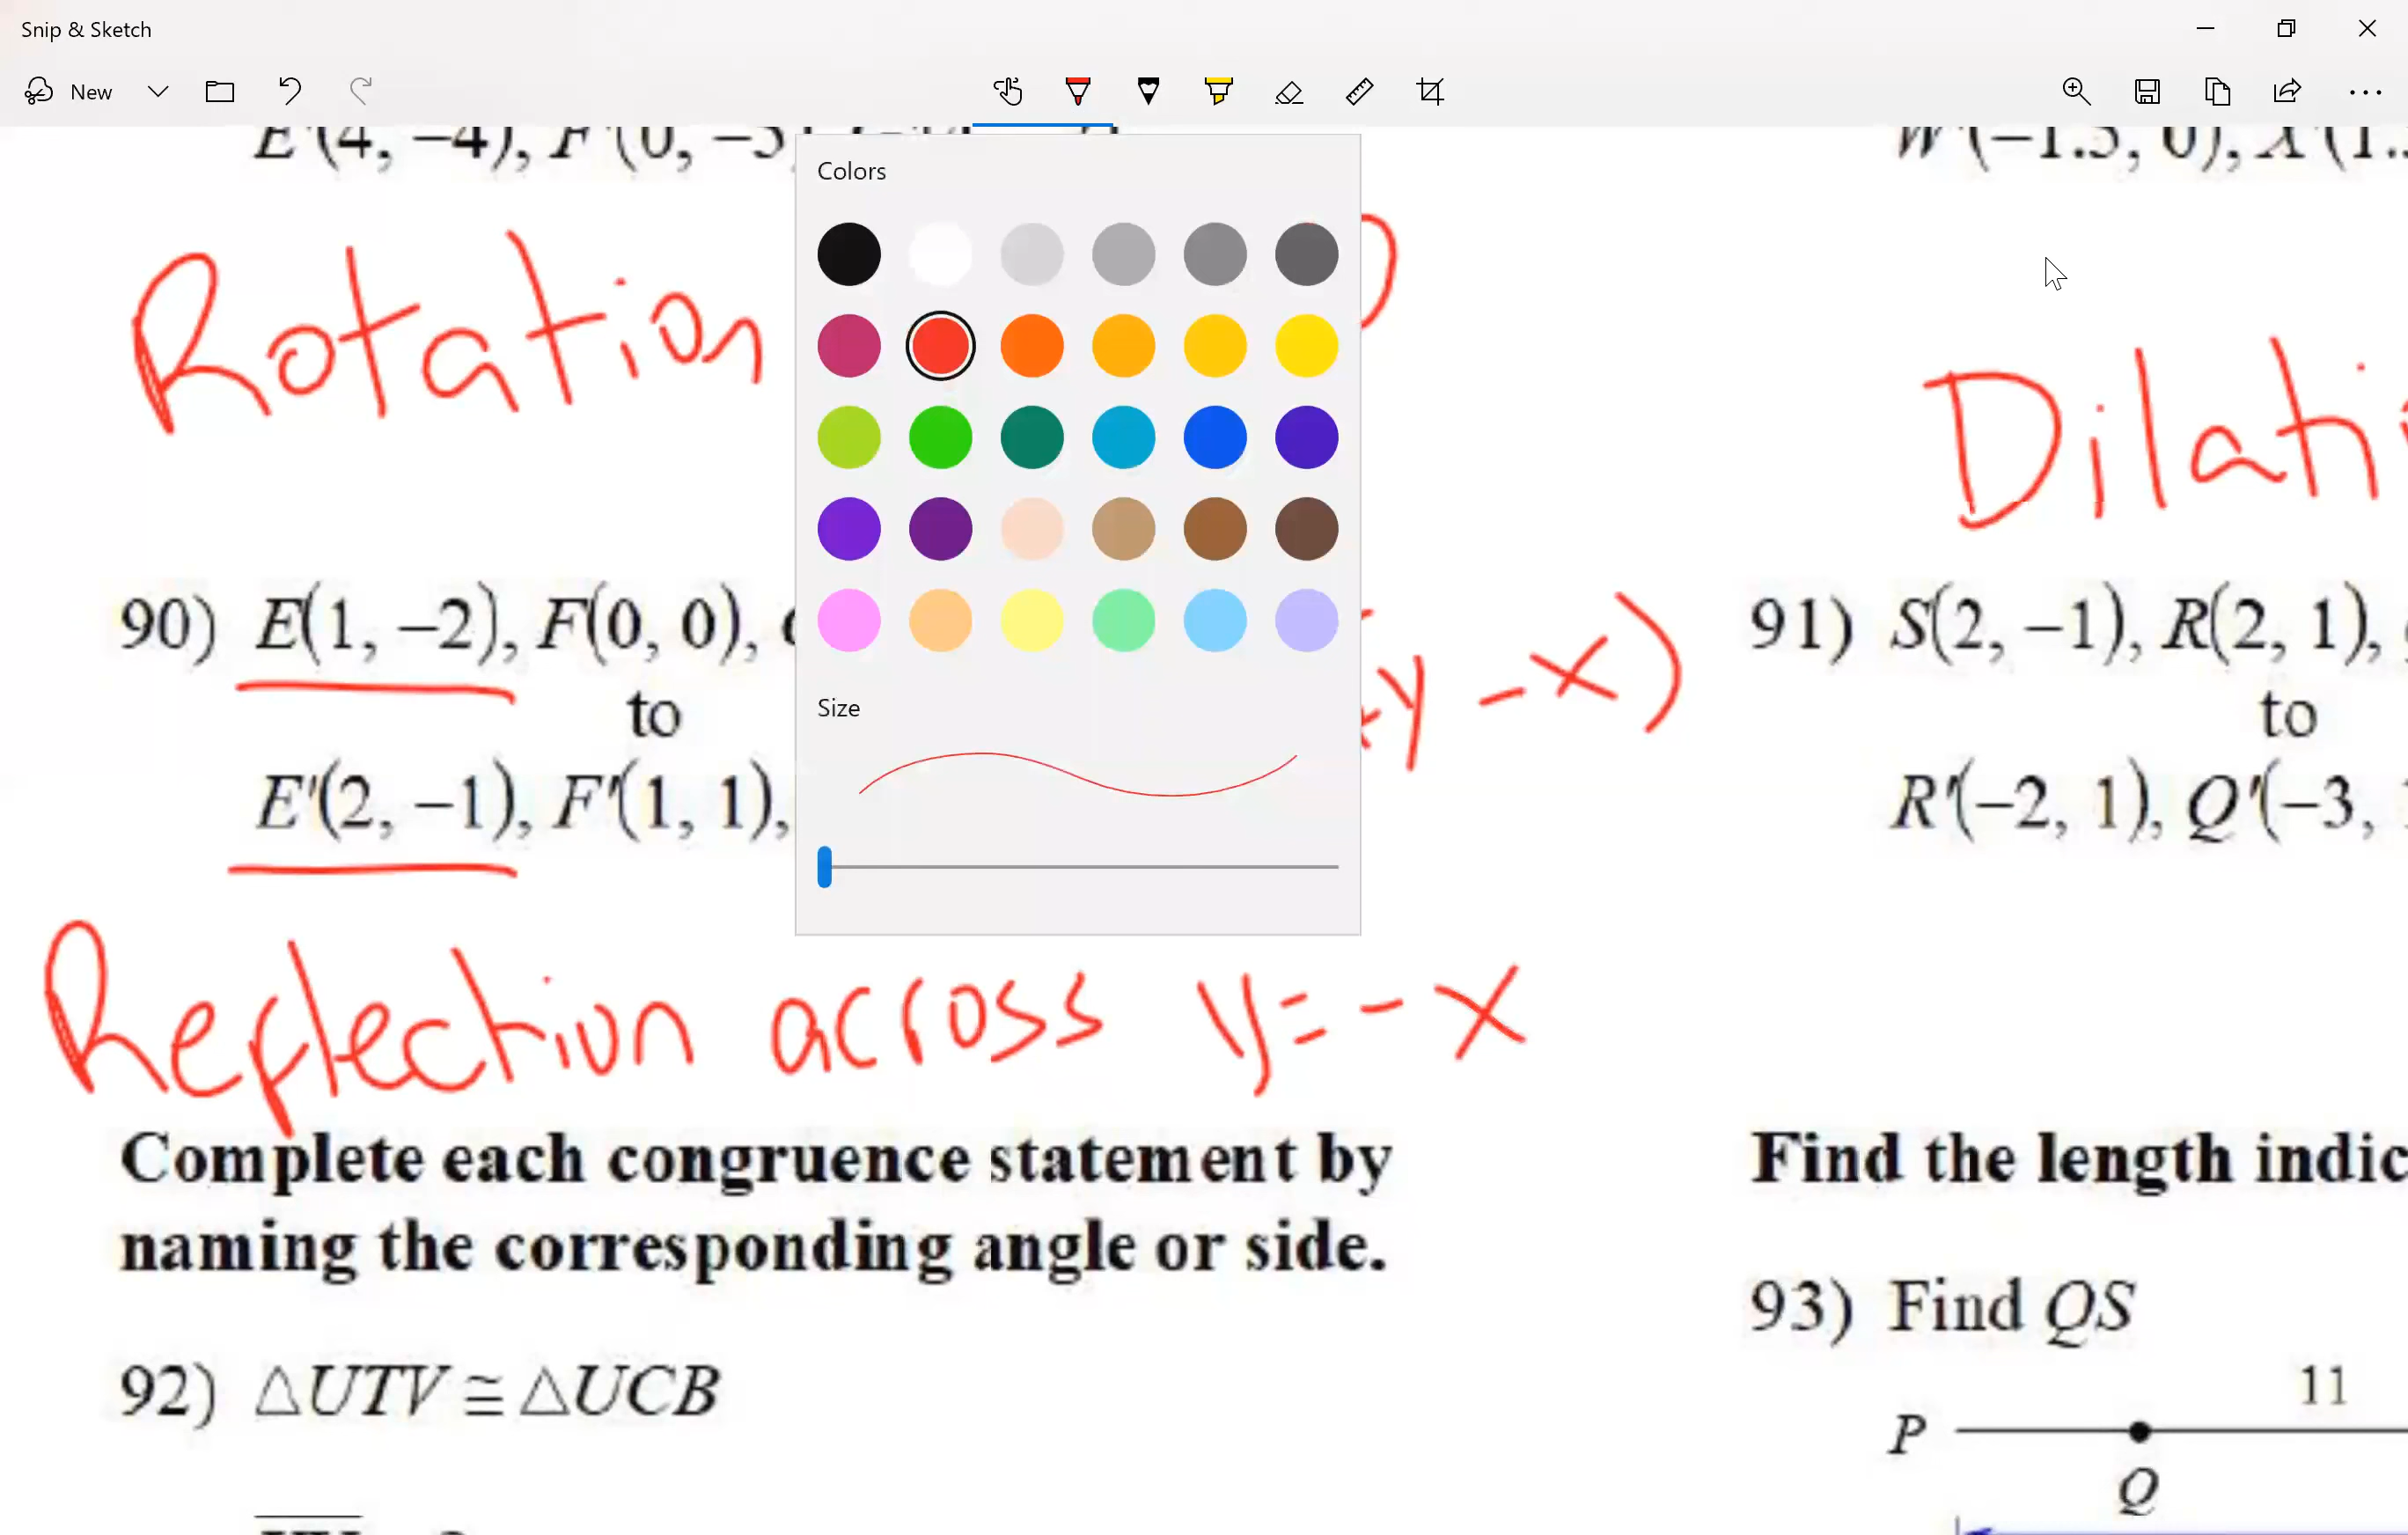 Snip & Sketch
New
E'(4, −4), F'(0, −5)
W'(−1.5, 0), X'(1.
Colors
Rotation
Dilati
90) E(1, −2), F(0, 0),
91) S(2, −1), R(2, 1),
y -x)
to
to
Size
E'(2, −1), F'(1, 1),
R'(−2, 1), Q'(−3,
Reflection across y=-x
Complete each congruence statement by
naming the corresponding angle or side.
Find the length indic
92) △UTV ≅ △UCB
93) Find QS
11
P
Q